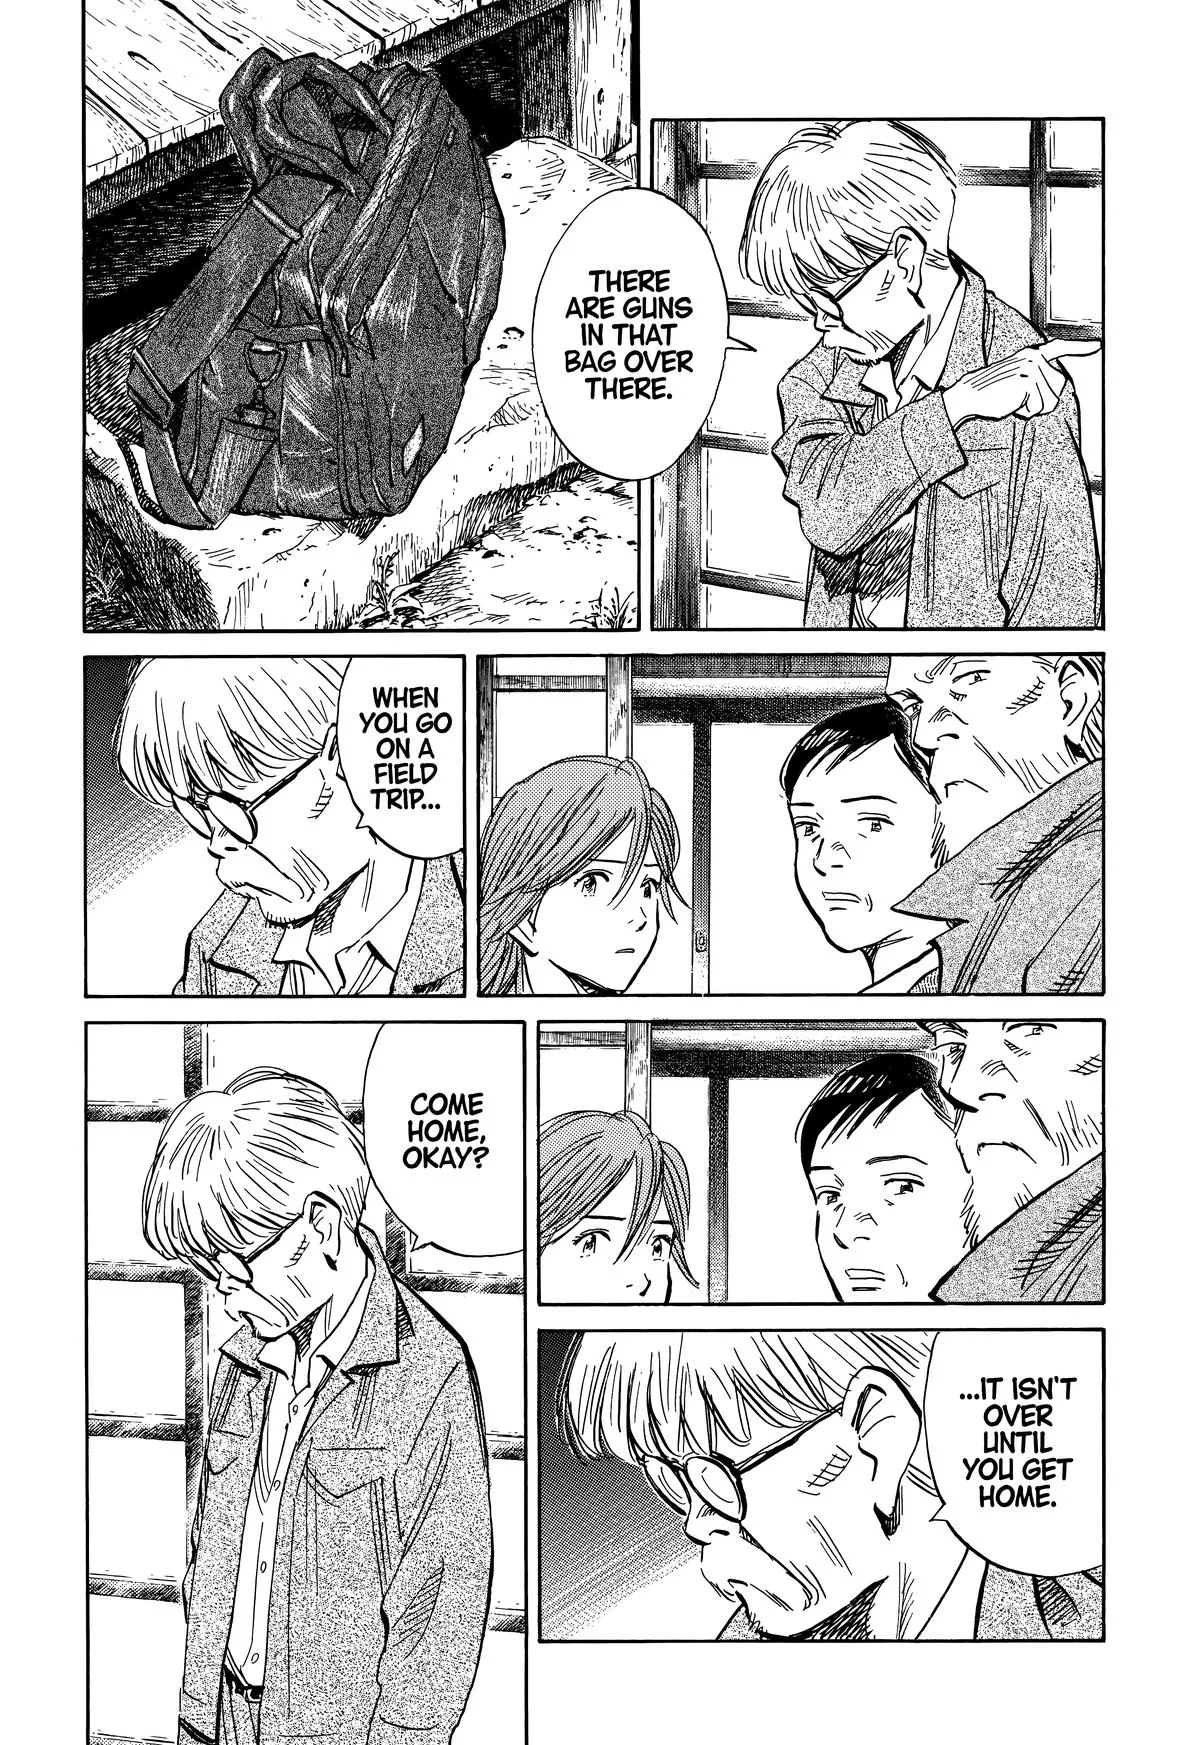 THERE
ARE GUNS
IN THAT
BAG OVER
THERE.
WHEN
YOU GO
ON A
FIELD
TRIP...
...IT ISN'T
OVER
UNTIL
YOU GET
HOME.
COME
HOME,
OKAY?